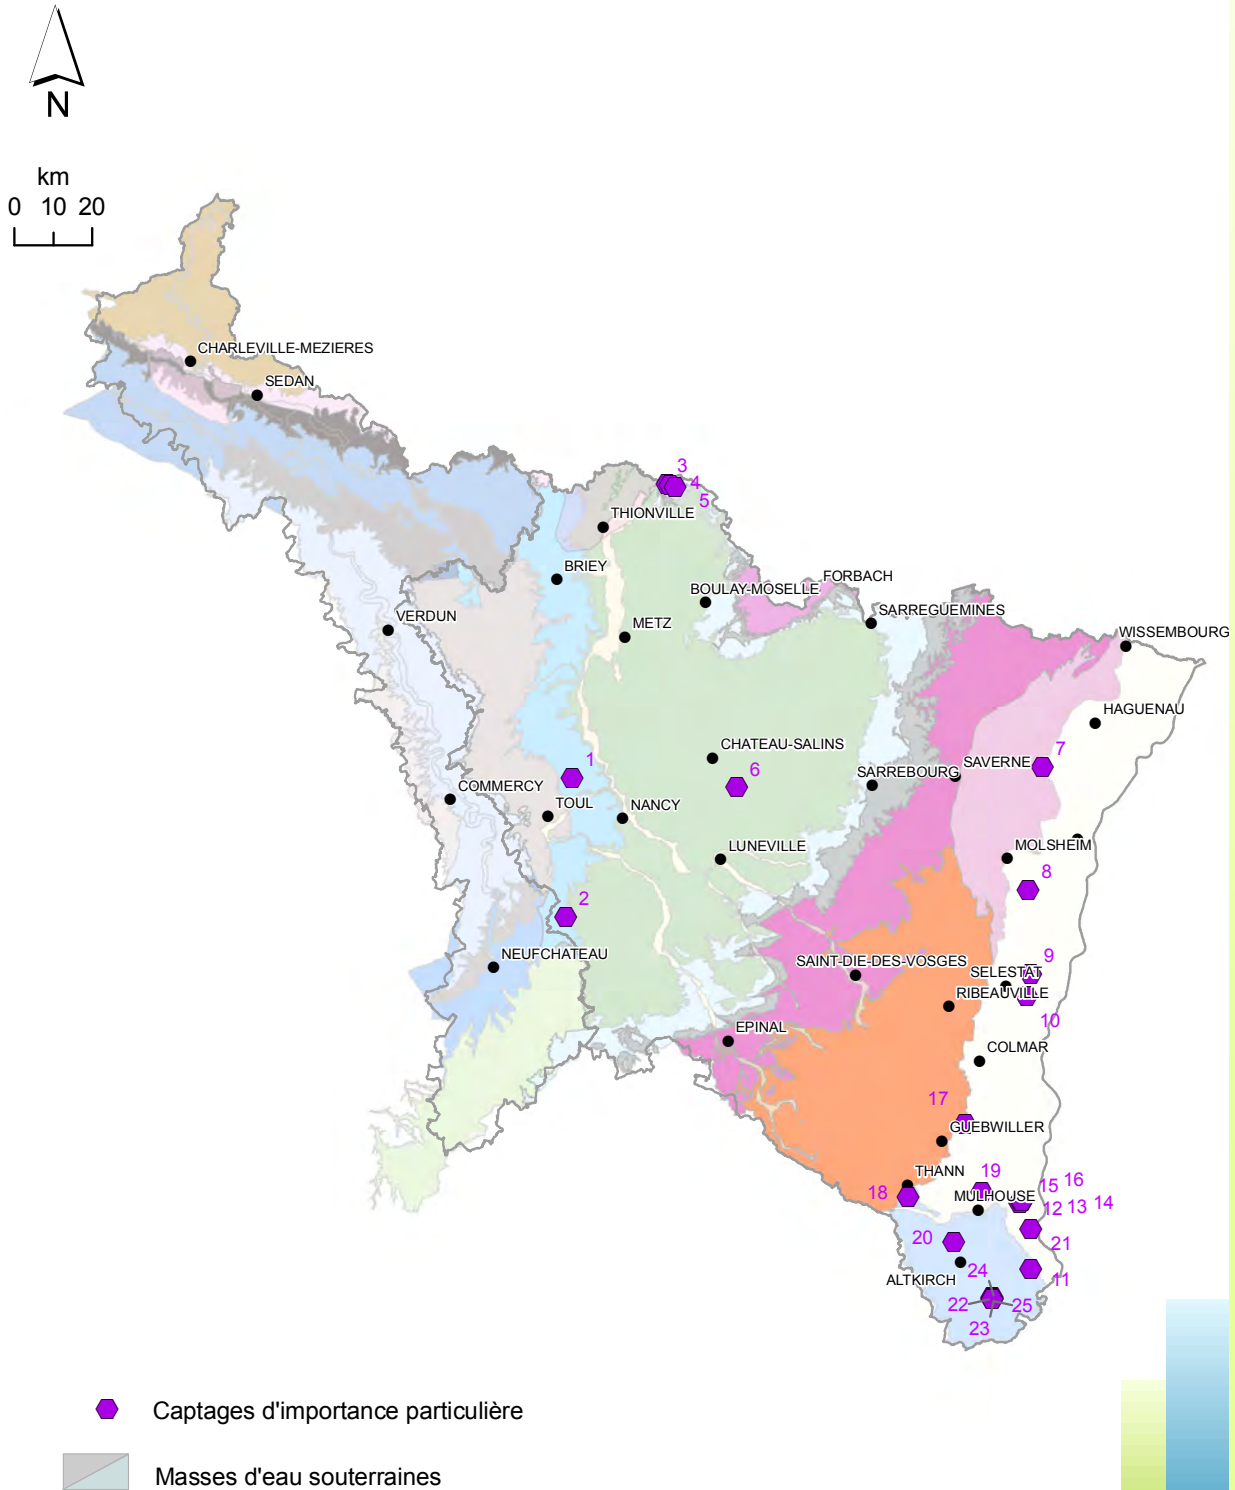 N
km
0 10 20
CHARLEVILLE-MEZIERES
SEDAN
3
4
5
THIONVILLE
BRIEY
FORBACH
BOULAY-MOSELLE
SARREGUEMINES
VERDUN
METZ
WISSEMBOURG
HAGUENAU
CHATEAU-SALINS
7
1
6
SARREBOURG
SAVERNE
COMMERCY
TOUL
NANCY
LUNEVILLE
MOLSHEIM
8
2
NEUFCHATEAU
SAINT-DIE-DES-VOSGES
9
SELESTAT
RIBEAUVILLE
10
EPINAL
COLMAR
17
GUEBWILLER
THANN
19
15 16
18
MULHOUSE
12 13 14
20
21
ALTKIRCH
24
11
22
25
23
Captages d'importance particulière
Masses d'eau souterraines